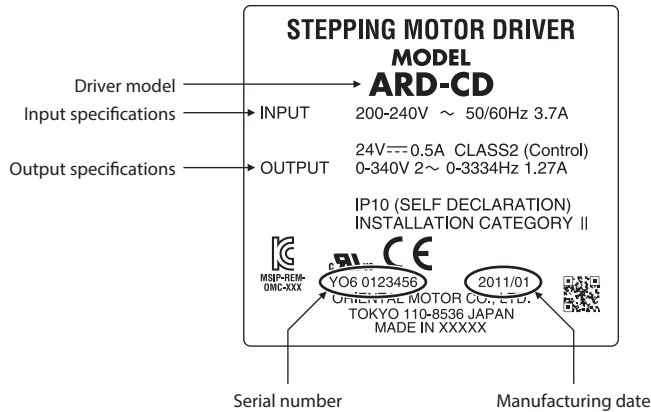 STEPPING MOTOR DRIVER
MODEL
Driver model
ARD-CD
Input specifications
INPUT 200-240V ~ 50/60Hz 3.7A
24V⎓0.5A CLASS2 (Control)
Output specifications
OUTPUT 0-340V 2~ 0-3334Hz 1.27A
IP10 (SELF DECLARATION)
INSTALLATION CATEGORY II
MSIP-REM-
OMC-XXX
c RU us CE
YO6 0123456 2011/01
ORIENTAL MOTOR CO., LTD.
TOKYO 110-8536 JAPAN
MADE IN XXXXX
Serial number
Manufacturing date